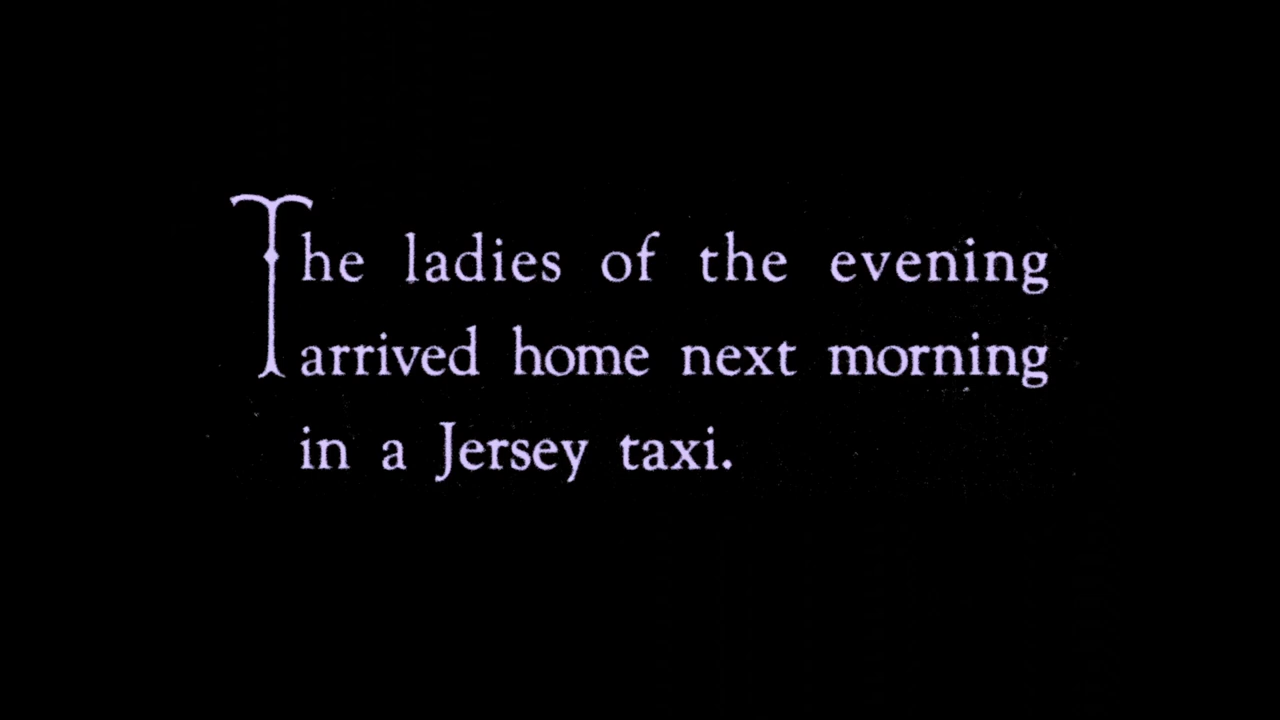 The ladies of the evening
arrived home next morning
in a Jersey taxi.